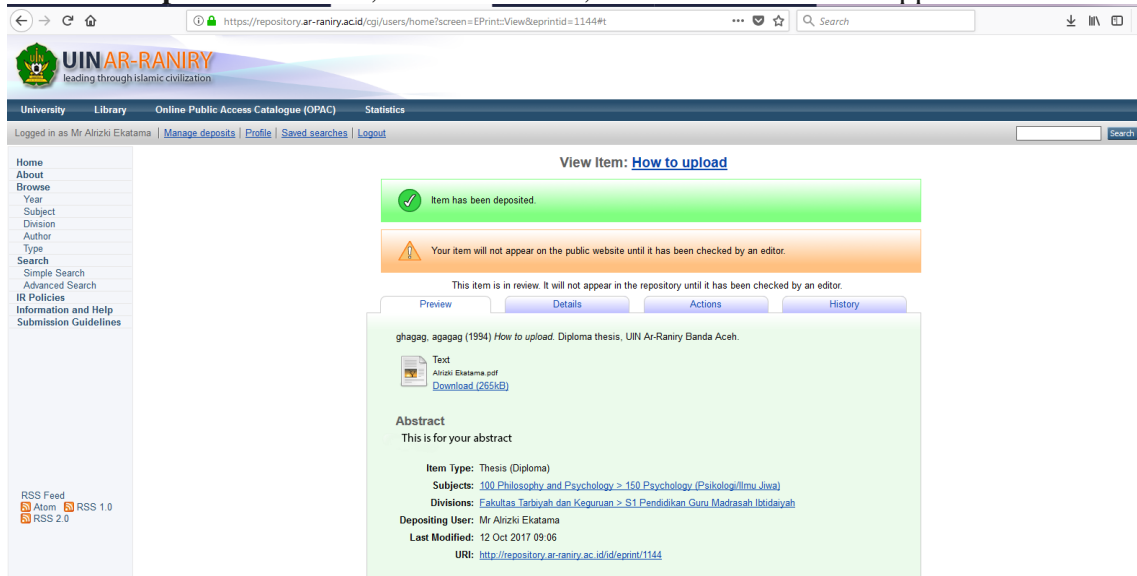 https://repository.ar-raniry.ac.id/cgi/users/home?screen=EPrint::View&eprintid=1144#t
Search
UIN AR-RANIRY
leading through islamic civilization
University Library Online Public Access Catalogue (OPAC) Statistics
Logged in as Mr Alrizki Ekatama | Manage deposits | Profile | Saved searches | Logout
Search
Home
About
Browse
Year
Subject
Division
Author
Type
Search
Simple Search
Advanced Search
IR Policies
Information and Help
Submission Guidelines
RSS Feed
Atom RSS 1.0
RSS 2.0
View Item: How to upload
Item has been deposited.
Your item will not appear on the public website until it has been checked by an editor.
This item is in review. It will not appear in the repository until it has been checked by an editor.
Preview Details Actions History
ghagag, agagag (1994) How to upload. Diploma thesis, UIN Ar-Raniry Banda Aceh.
Text
Alrizki Ekatama.pdf
Download (265kB)
Abstract
This is for your abstract
Item Type: Thesis (Diploma)
Subjects: 100 Philosophy and Psychology > 150 Psychology (Psikologi/Ilmu Jiwa)
Divisions: Fakultas Tarbiyah dan Keguruan > S1 Pendidikan Guru Madrasah Ibtidaiyah
Depositing User: Mr Alrizki Ekatama
Last Modified: 12 Oct 2017 09:06
URI: http://repository.ar-raniry.ac.id/id/eprint/1144